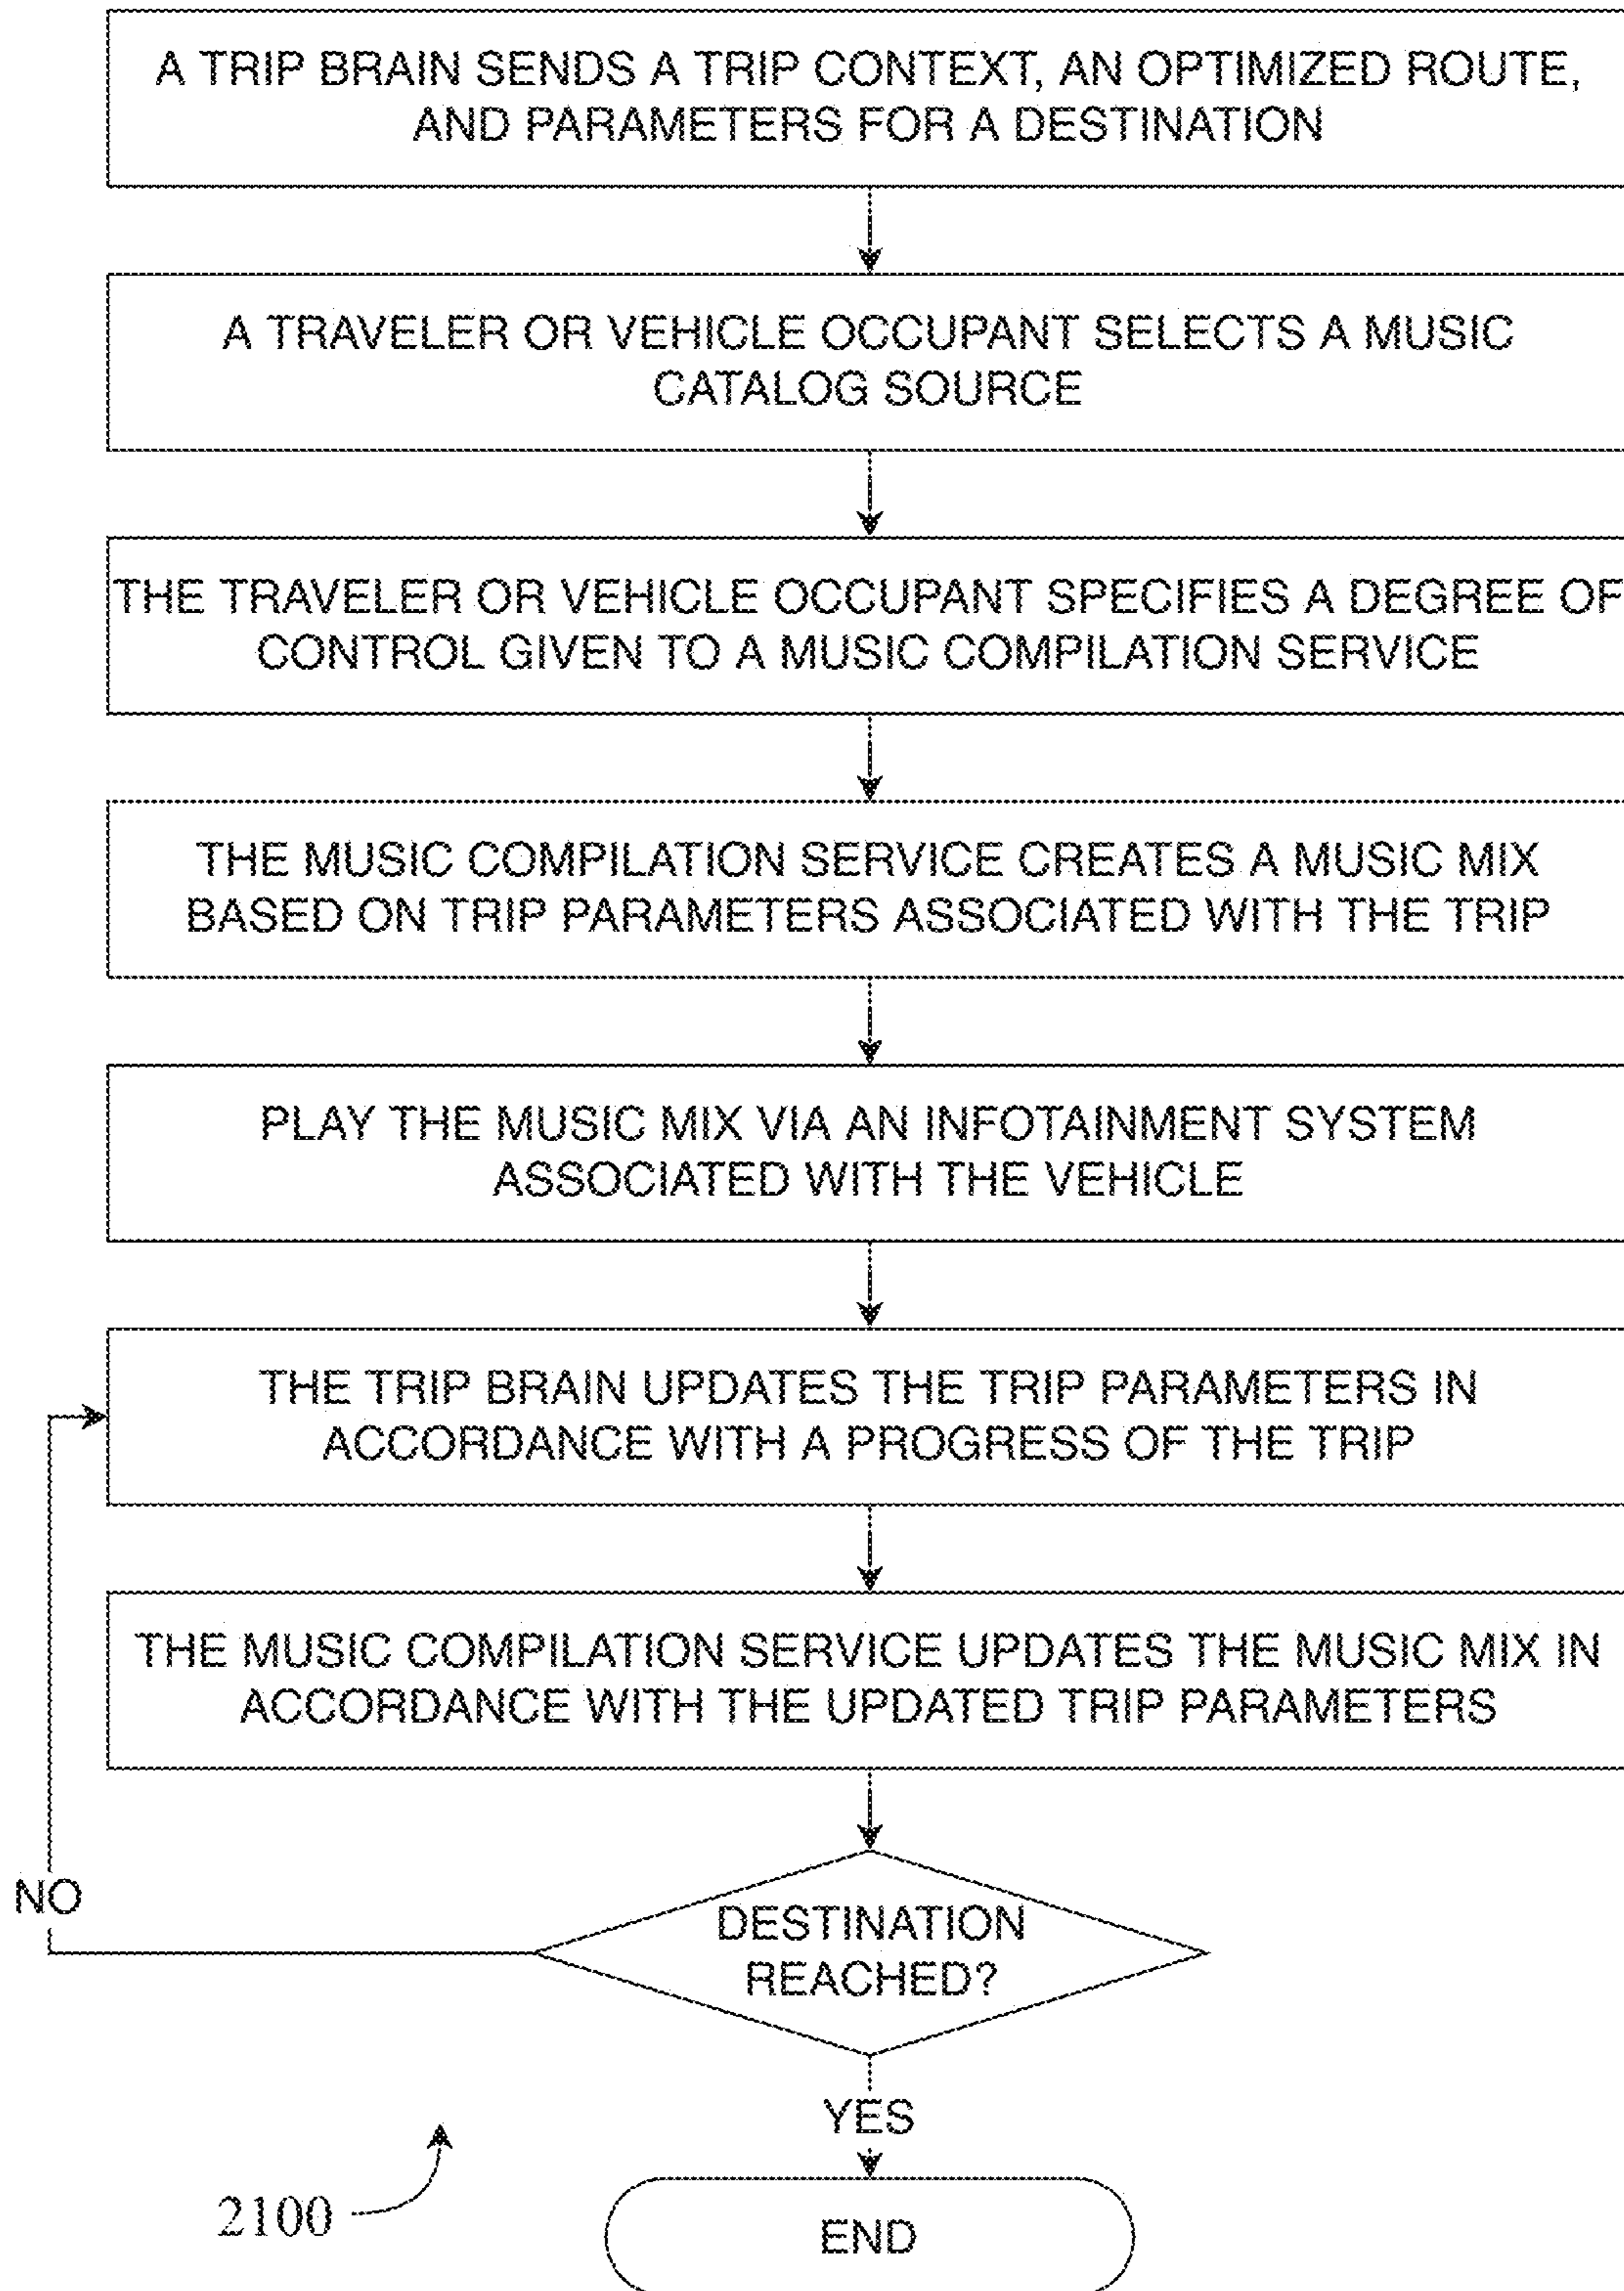 A TRIP BRAIN SENDS A TRIP CONTEXT, AN OPTIMIZED ROUTE,
AND PARAMETERS FOR A DESTINATION
A TRAVELER OR VEHICLE OCCUPANT SELECTS A MUSIC
CATALOG SOURCE
THE TRAVELER OR VEHICLE OCCUPANT SPECIFIES A DEGREE OF
CONTROL GIVEN TO A MUSIC COMPILATION SERVICE
THE MUSIC COMPILATION SERVICE CREATES A MUSIC MIX
BASED ON TRIP PARAMETERS ASSOCIATED WITH THE TRIP
PLAY THE MUSIC MIX VIA AN INFOTAINMENT SYSTEM
ASSOCIATED WITH THE VEHICLE
THE TRIP BRAIN UPDATES THE TRIP PARAMETERS IN
ACCORDANCE WITH A PROGRESS OF THE TRIP
THE MUSIC COMPILATION SERVICE UPDATES THE MUSIC MIX IN
ACCORDANCE WITH THE UPDATED TRIP PARAMETERS
NO
DESTINATION
REACHED?
YES
2100
END